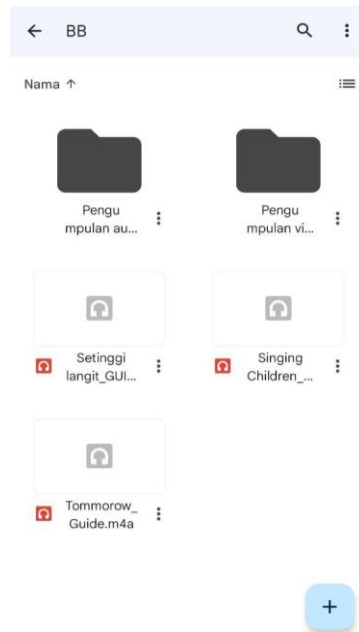 BB
Nama ↑
Pengu
mpulan au...
Pengu
mpulan vi...
Setinggi
langit_GUI...
Singing
Children_...
Tommorow_
Guide.m4a
+